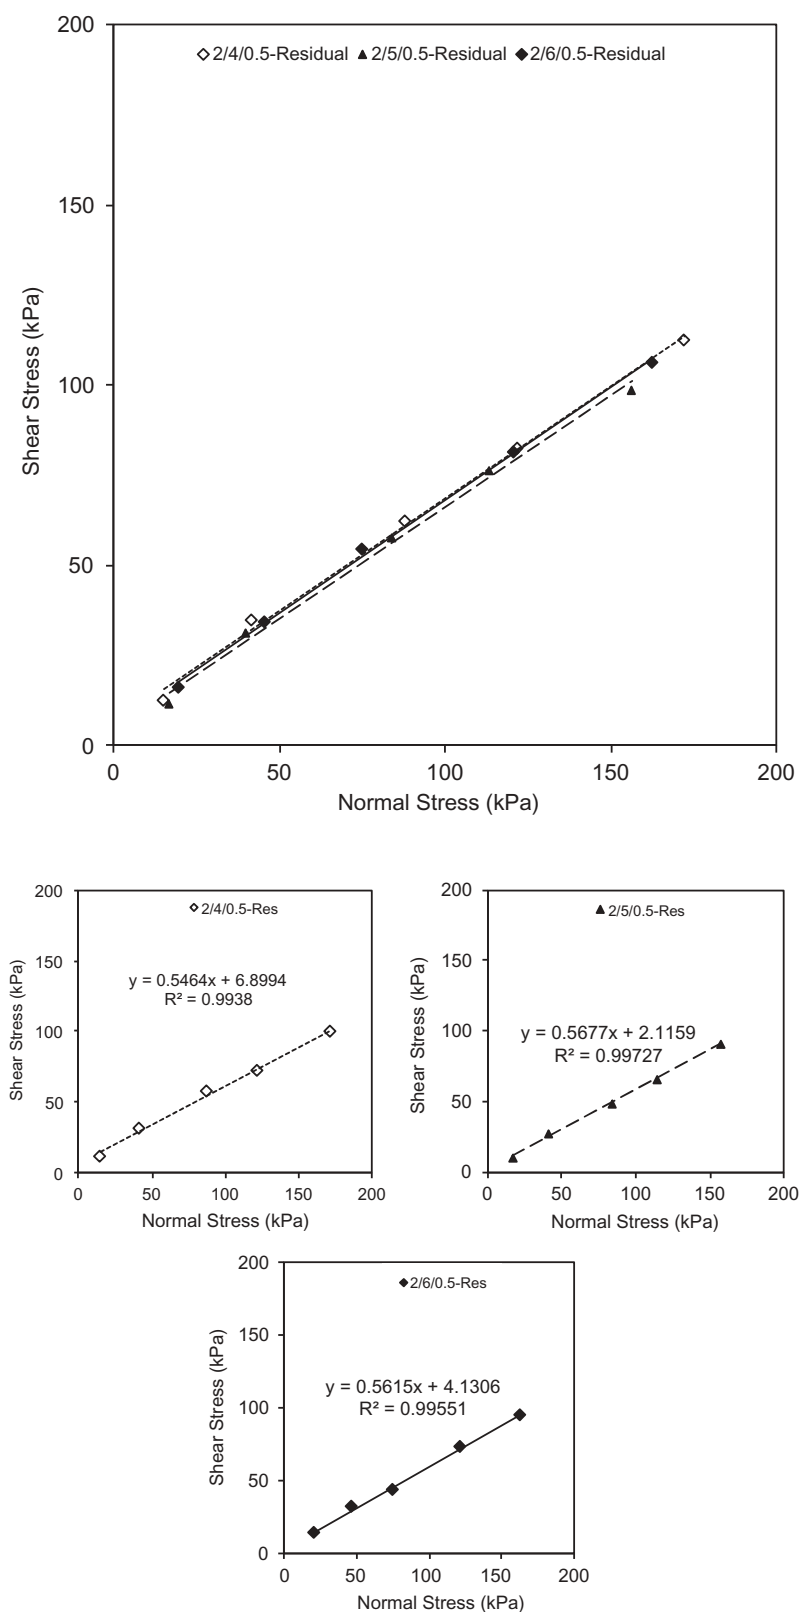 200
2/4/0.5-Residual 2/5/0.5-Residual 2/6/0.5-Residual
150
100
50
0
Shear Stress (kPa)
0 50 100 150 200
Normal Stress (kPa)
200
150
100
50
0
Shear Stress (kPa)
2/4/0.5-Res
y = 0.5464x + 6.8994
R² = 0.9938
0 50 100 150 200
Normal Stress (kPa)
200
150
100
50
0
Shear Stress (kPa)
2/5/0.5-Res
y = 0.5677x + 2.1159
R² = 0.99727
0 50 100 150 200
Normal Stress (kPa)
200
150
100
50
0
Shear Stress (kPa)
2/6/0.5-Res
y = 0.5615x + 4.1306
R² = 0.99551
0 50 100 150 200
Normal Stress (kPa)